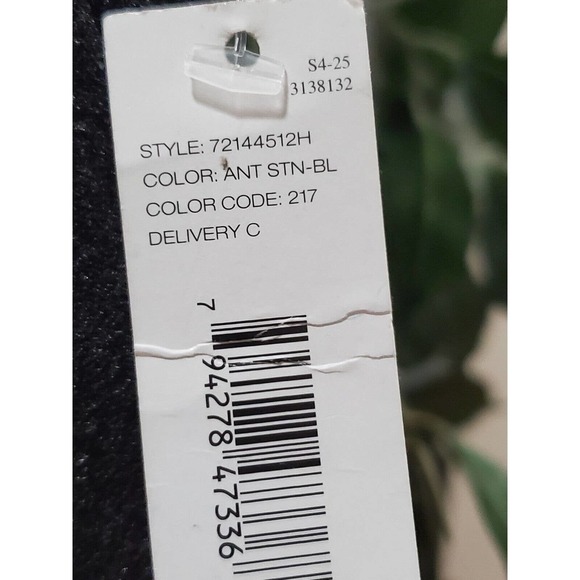 S4-25
3138132
STYLE: 72144512H
COLOR: ANT STN-BL
COLOR CODE: 217
DELIVERY C
7 94278 47336